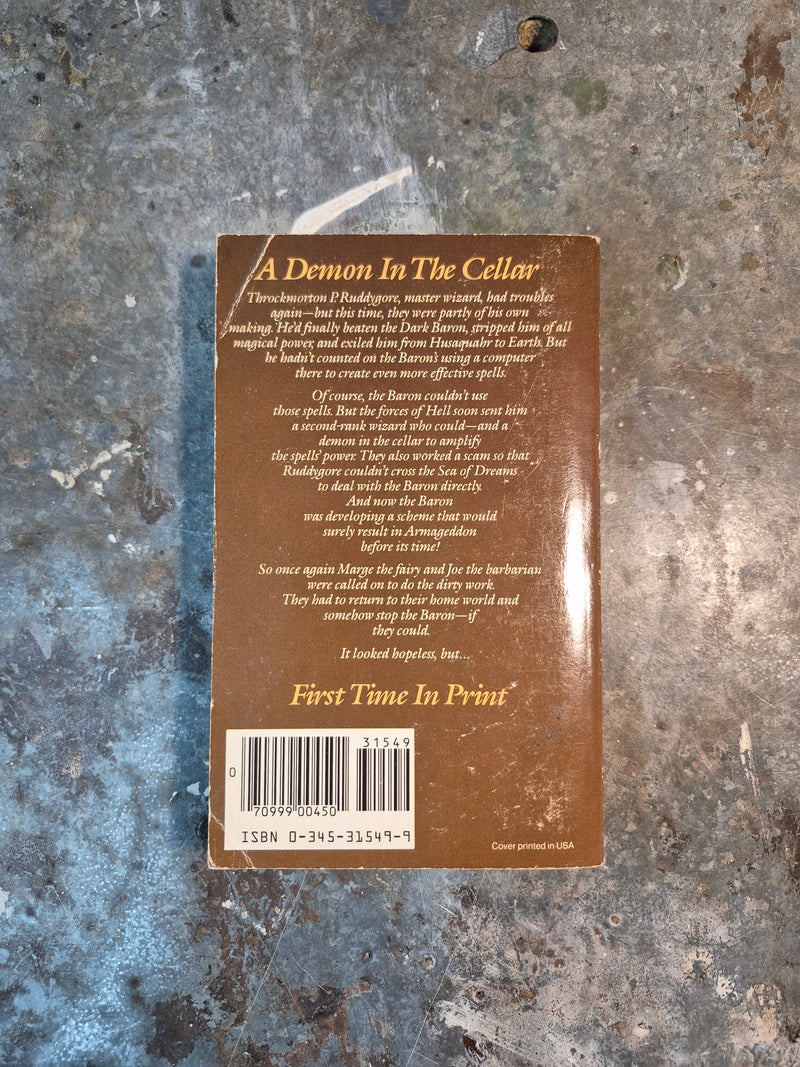 A Demon In The Cellar
Throckmorton P. Ruddygore, master wizard, had troubles
again—but this time, they were partly of his own
making. He'd finally beaten the Dark Baron, stripped him of all
magical power, and exiled him from Husaquahr to Earth. But
he hadn't counted on the Baron's using a computer
there to create even more effective spells.
Of course, the Baron couldn't use
those spells. But the forces of Hell soon sent him
a second-rank wizard who could—and a
demon in the cellar to amplify
the spells' power. They also worked a scam so that
Ruddygore couldn't cross the Sea of Dreams
to deal with the Baron directly.
And now the Baron
was developing a scheme that would
surely result in Armageddon
before its time!
So once again Marge the fairy and Joe the barbarian
were called on to do the dirty work.
They had to return to their home world and
somehow stop the Baron—if
they could.
It looked hopeless, but...
First Time In Print
31549
0
70999 00450
ISBN 0-345-31549-9
Cover printed in USA